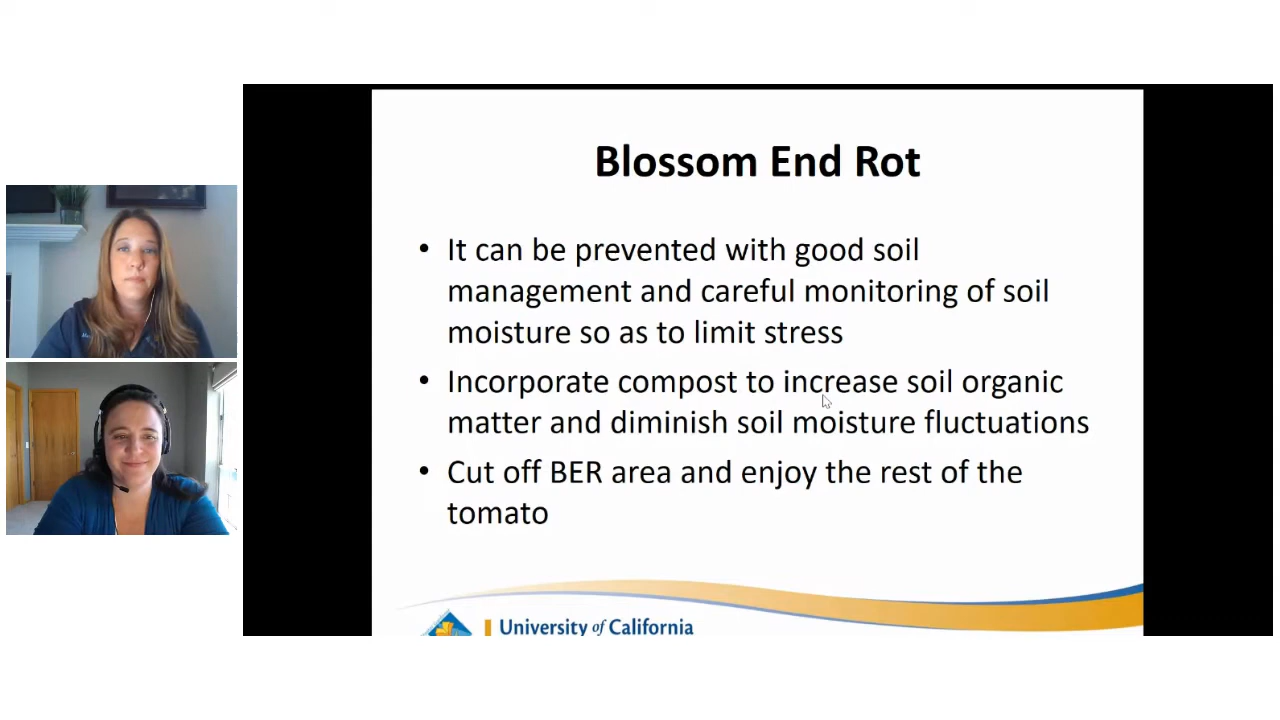 Blossom End Rot
• It can be prevented with good soil
management and careful monitoring of soil
moisture so as to limit stress
• Incorporate compost to increase soil organic
matter and diminish soil moisture fluctuations
• Cut off BER area and enjoy the rest of the
tomato
University of California